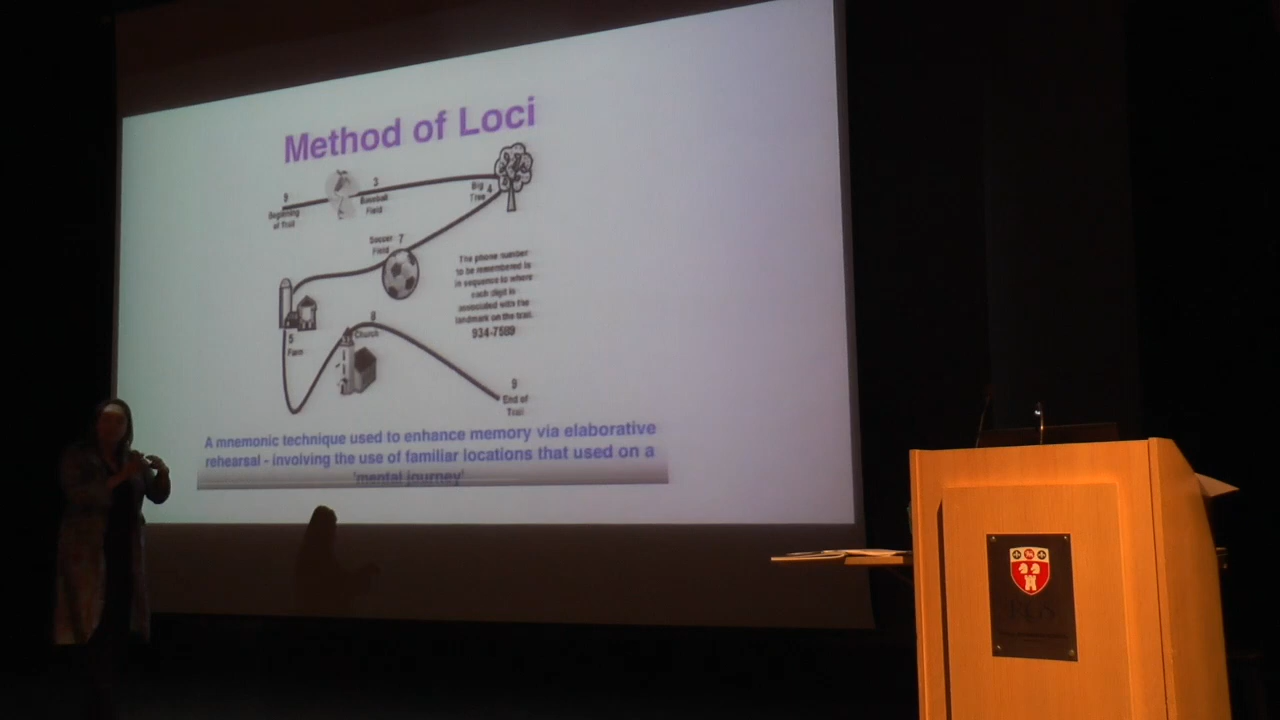 Method of Loci
9
Beginning
of Trail
3
Baseball
Field
Big
Tree 4
Soccer 7
Field
The phone number
to be remembered is
in sequence to where
each digit is
associated with the
landmark on the trail.
934-7589
5
Farm
8
Church
9
End of
Trail
A mnemonic technique used to enhance memory via elaborative
rehearsal - involving the use of familiar locations that used on a
'mental journey'